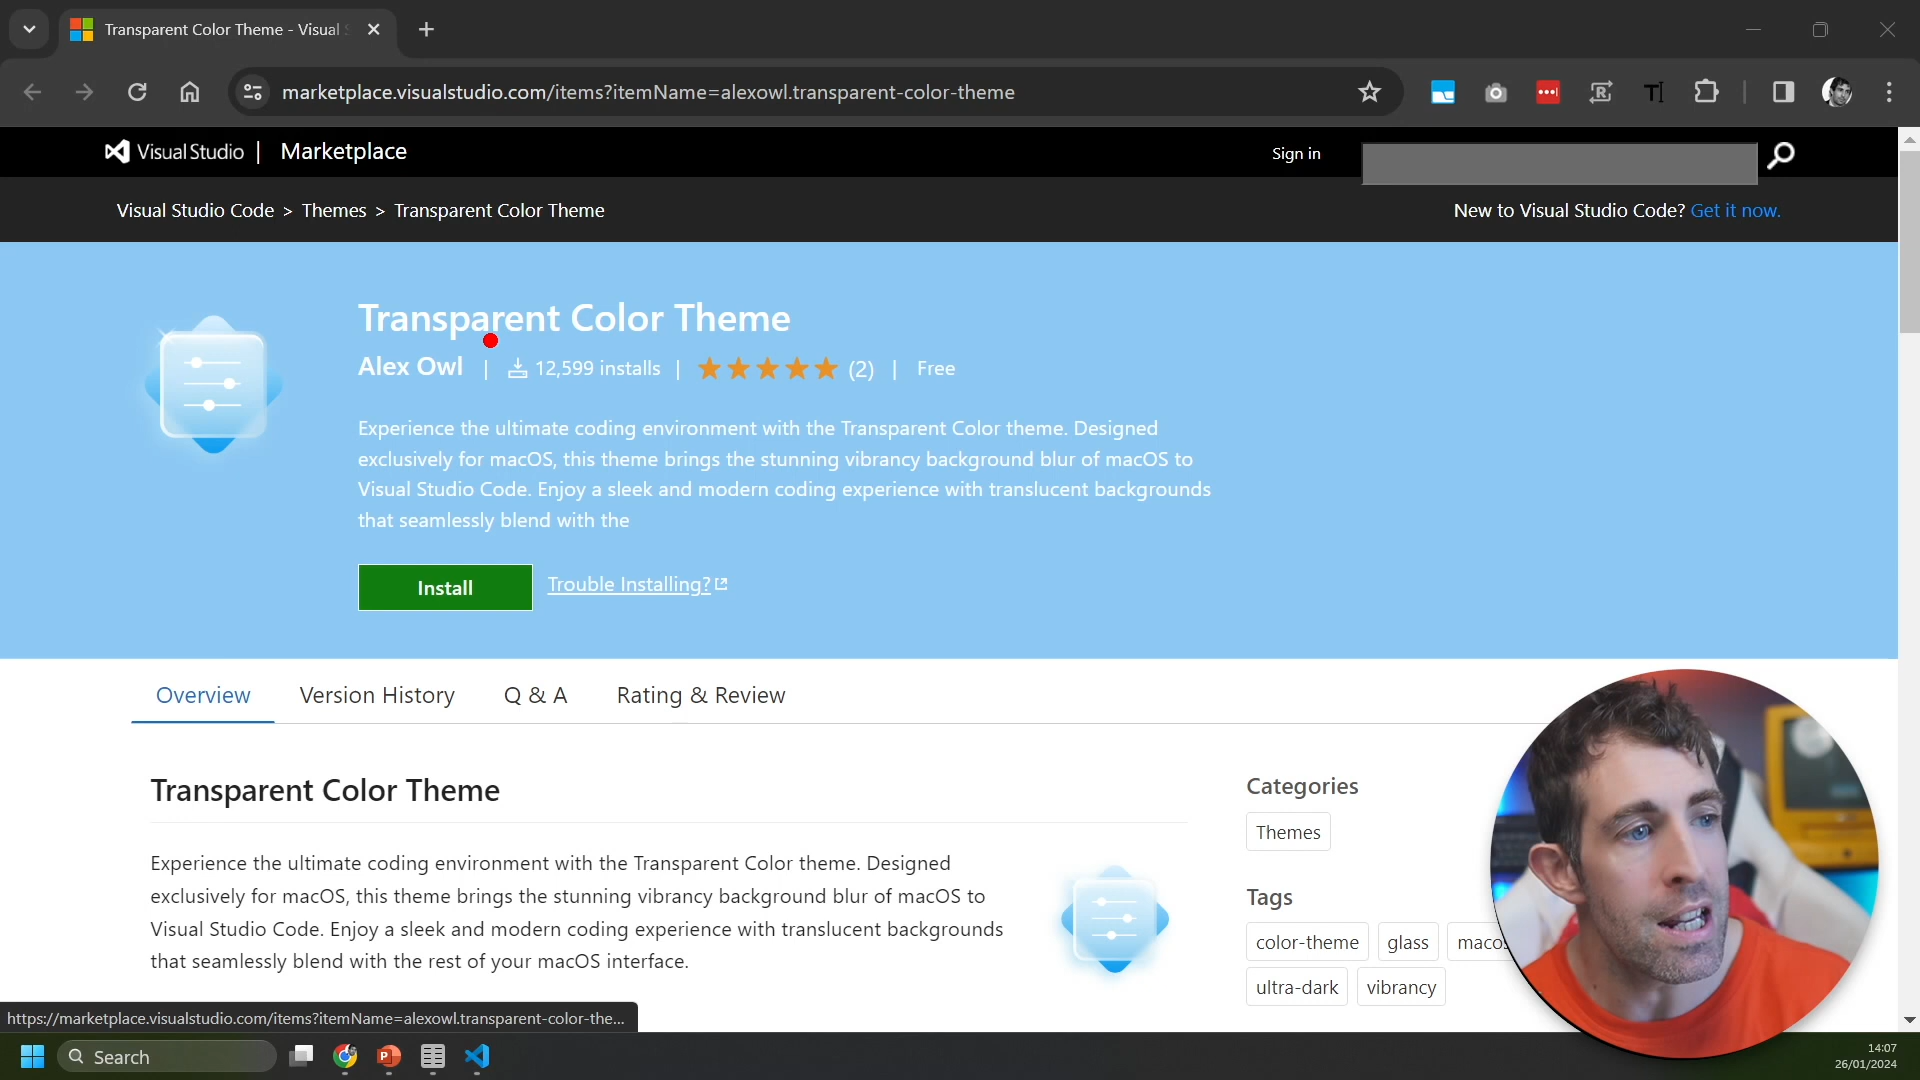 Transparent Color Theme - Visual S
marketplace.visualstudio.com/items?itemName=alexowl.transparent-color-theme
Visual Studio | Marketplace
Sign in
Visual Studio Code > Themes > Transparent Color Theme
New to Visual Studio Code? Get it now.
Transparent Color Theme
Alex Owl | 12,599 installs | (2) | Free
Experience the ultimate coding environment with the Transparent Color theme. Designed
exclusively for macOS, this theme brings the stunning vibrancy background blur of macOS to
Visual Studio Code. Enjoy a sleek and modern coding experience with translucent backgrounds
that seamlessly blend with the
Install
Trouble Installing?
Overview
Version History
Q & A
Rating & Review
Transparent Color Theme
Experience the ultimate coding environment with the Transparent Color theme. Designed
exclusively for macOS, this theme brings the stunning vibrancy background blur of macOS to
Visual Studio Code. Enjoy a sleek and modern coding experience with translucent backgrounds
that seamlessly blend with the rest of your macOS interface.
Categories
Themes
Tags
color-theme
glass
macos
ultra-dark
vibrancy
https://marketplace.visualstudio.com/items?itemName=alexowl.transparent-color-the...
Search
14:07
26/01/2024